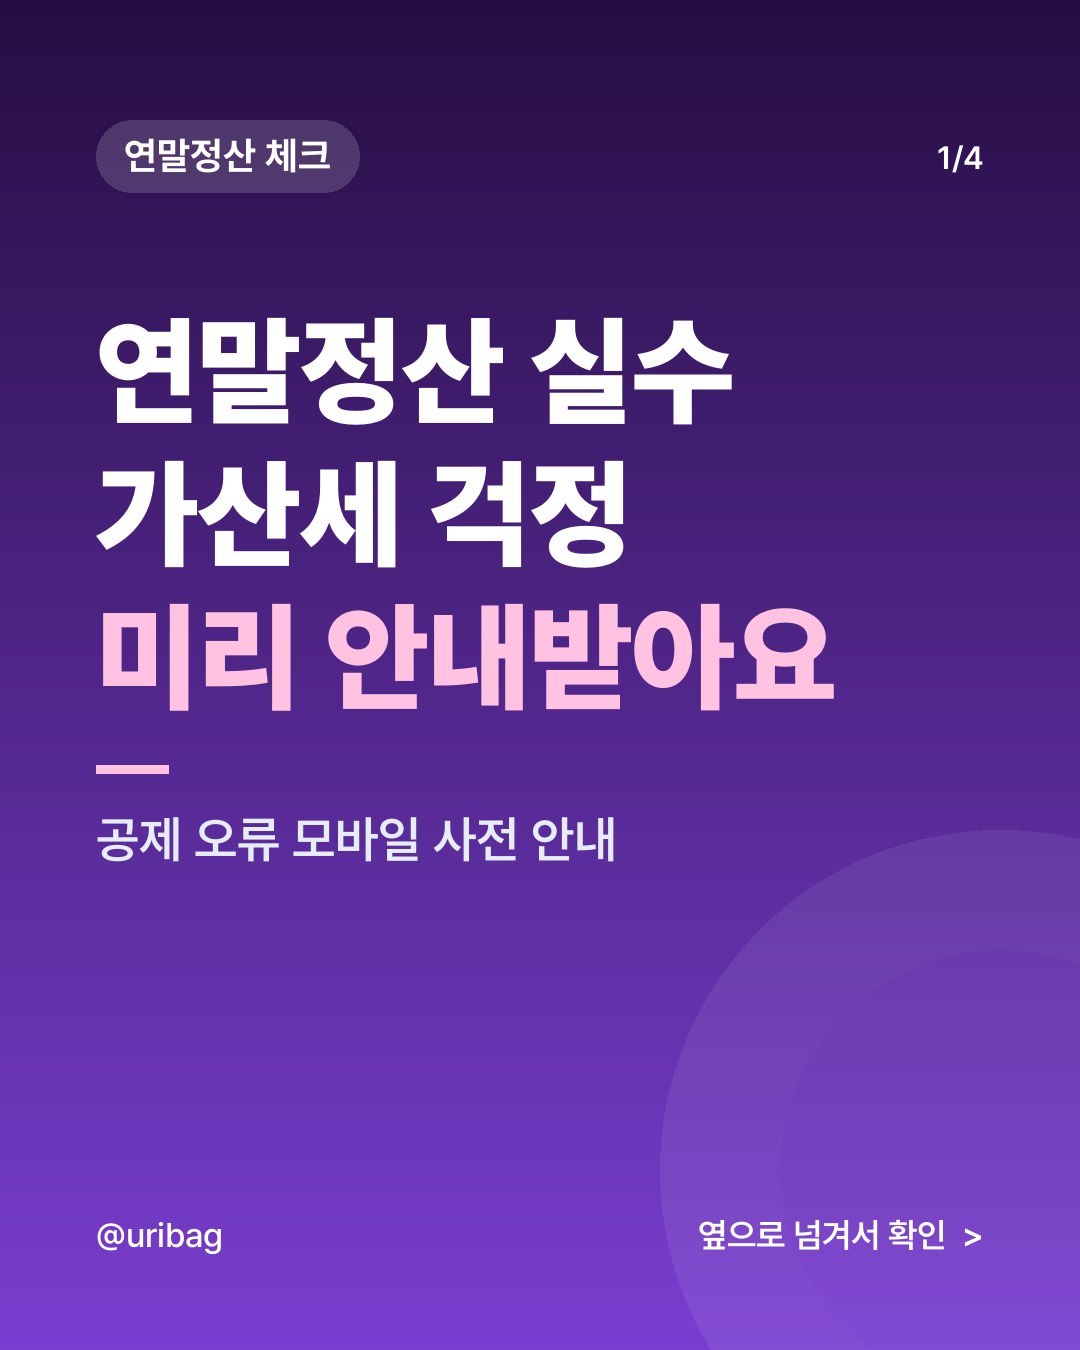 연말정산 체크
1/4
연말정산 실수
가산세 걱정
미리 안내받아요
공제 오류 모바일 사전 안내
@uribag
옆으로 넘겨서 확인 >